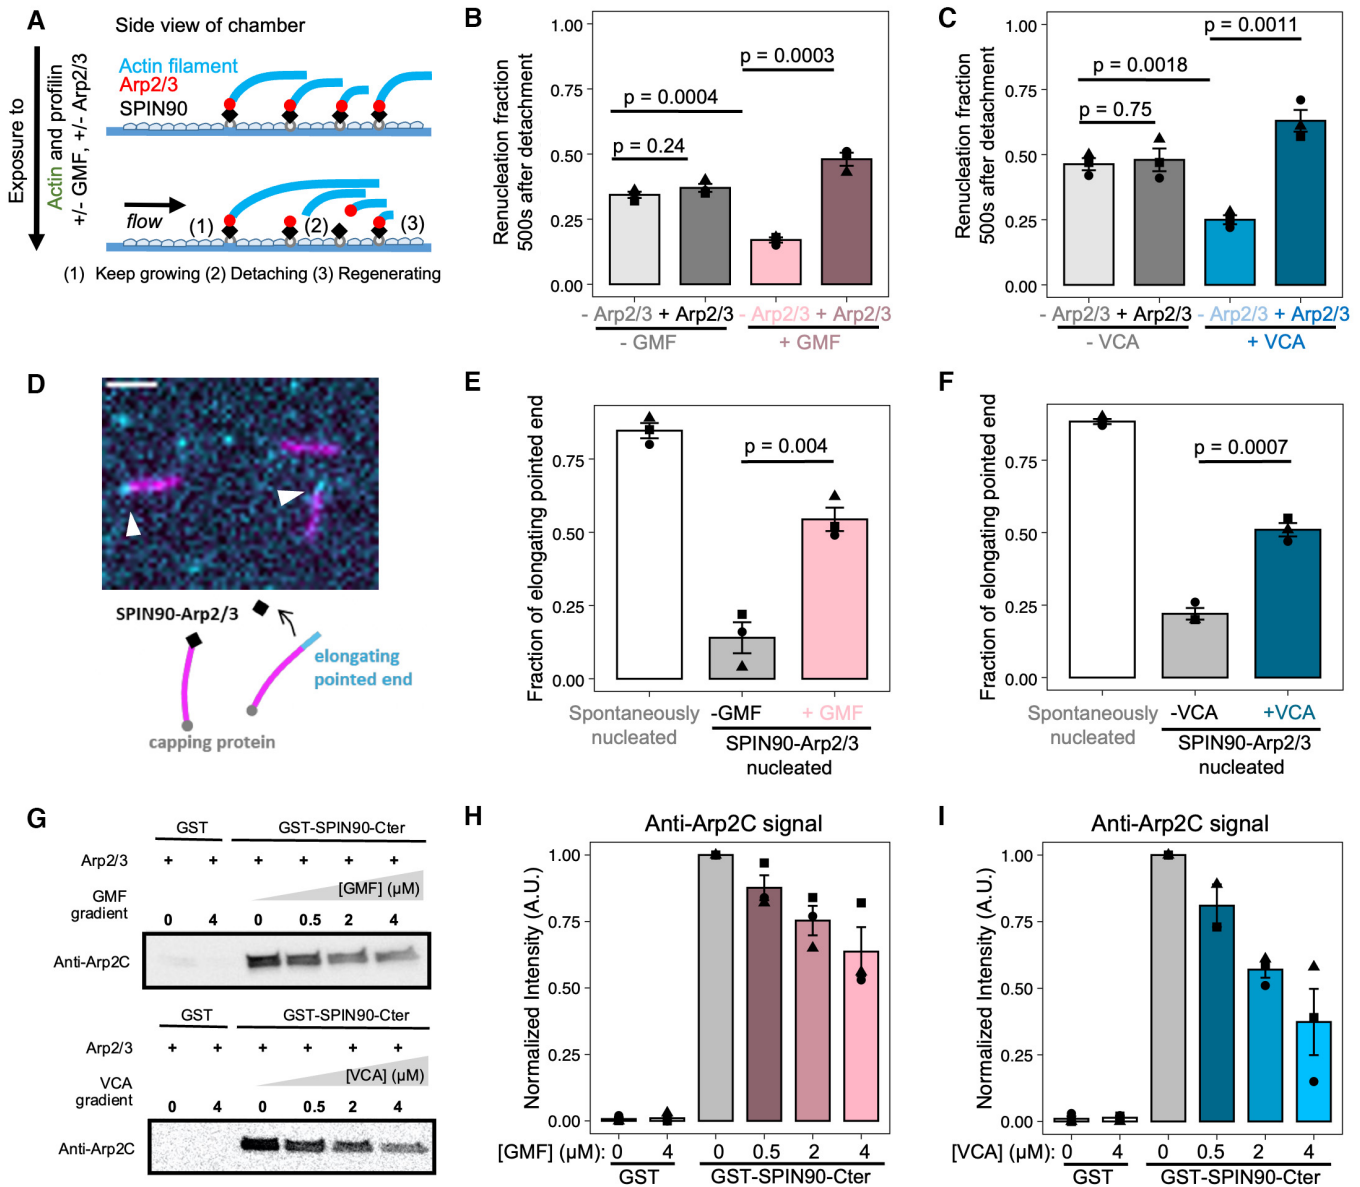 A
Side view of chamber
Exposure to
Actin and profilin
+/- GMF, +/- Arp2/3
Actin filament
Arp2/3
SPIN90
flow
(1)
(2)
(3)
(1) Keep growing (2) Detaching (3) Regenerating
B
Renucleation fraction
500s after detachment
1.00
0.75
0.50
0.25
0.00
p = 0.0003
p = 0.0004
p = 0.24
- Arp2/3 + Arp2/3 - Arp2/3 + Arp2/3
- GMF + GMF
C
Renucleation fraction
500s after detachment
1.00
0.75
0.50
0.25
0.00
p = 0.0011
p = 0.0018
p = 0.75
- Arp2/3 + Arp2/3 - Arp2/3 + Arp2/3
- VCA + VCA
D
SPIN90-Arp2/3
elongating
pointed end
capping protein
E
Fraction of elongating pointed end
0.75
0.50
0.25
0.00
p = 0.004
Spontaneously
nucleated
-GMF + GMF
SPIN90-Arp2/3
nucleated
F
Fraction of elongating pointed end
0.75
0.50
0.25
0.00
p = 0.0007
Spontaneously
nucleated
-VCA +VCA
SPIN90-Arp2/3
nucleated
G
GST GST-SPIN90-Cter
Arp2/3 + + + + + +
GMF
gradient
[GMF] (μM)
0 4 0 0.5 2 4
Anti-Arp2C
GST GST-SPIN90-Cter
Arp2/3 + + + + + +
VCA
gradient
[VCA] (μM)
0 4 0 0.5 2 4
Anti-Arp2C
H
Anti-Arp2C signal
Normalized Intensity (A.U.)
1.00
0.75
0.50
0.25
0.00
[GMF] (μM): 0 4 0 0.5 2 4
GST GST-SPIN90-Cter
I
Anti-Arp2C signal
Normalized Intensity (A.U.)
1.00
0.75
0.50
0.25
0.00
[VCA] (μM): 0 4 0 0.5 2 4
GST GST-SPIN90-Cter